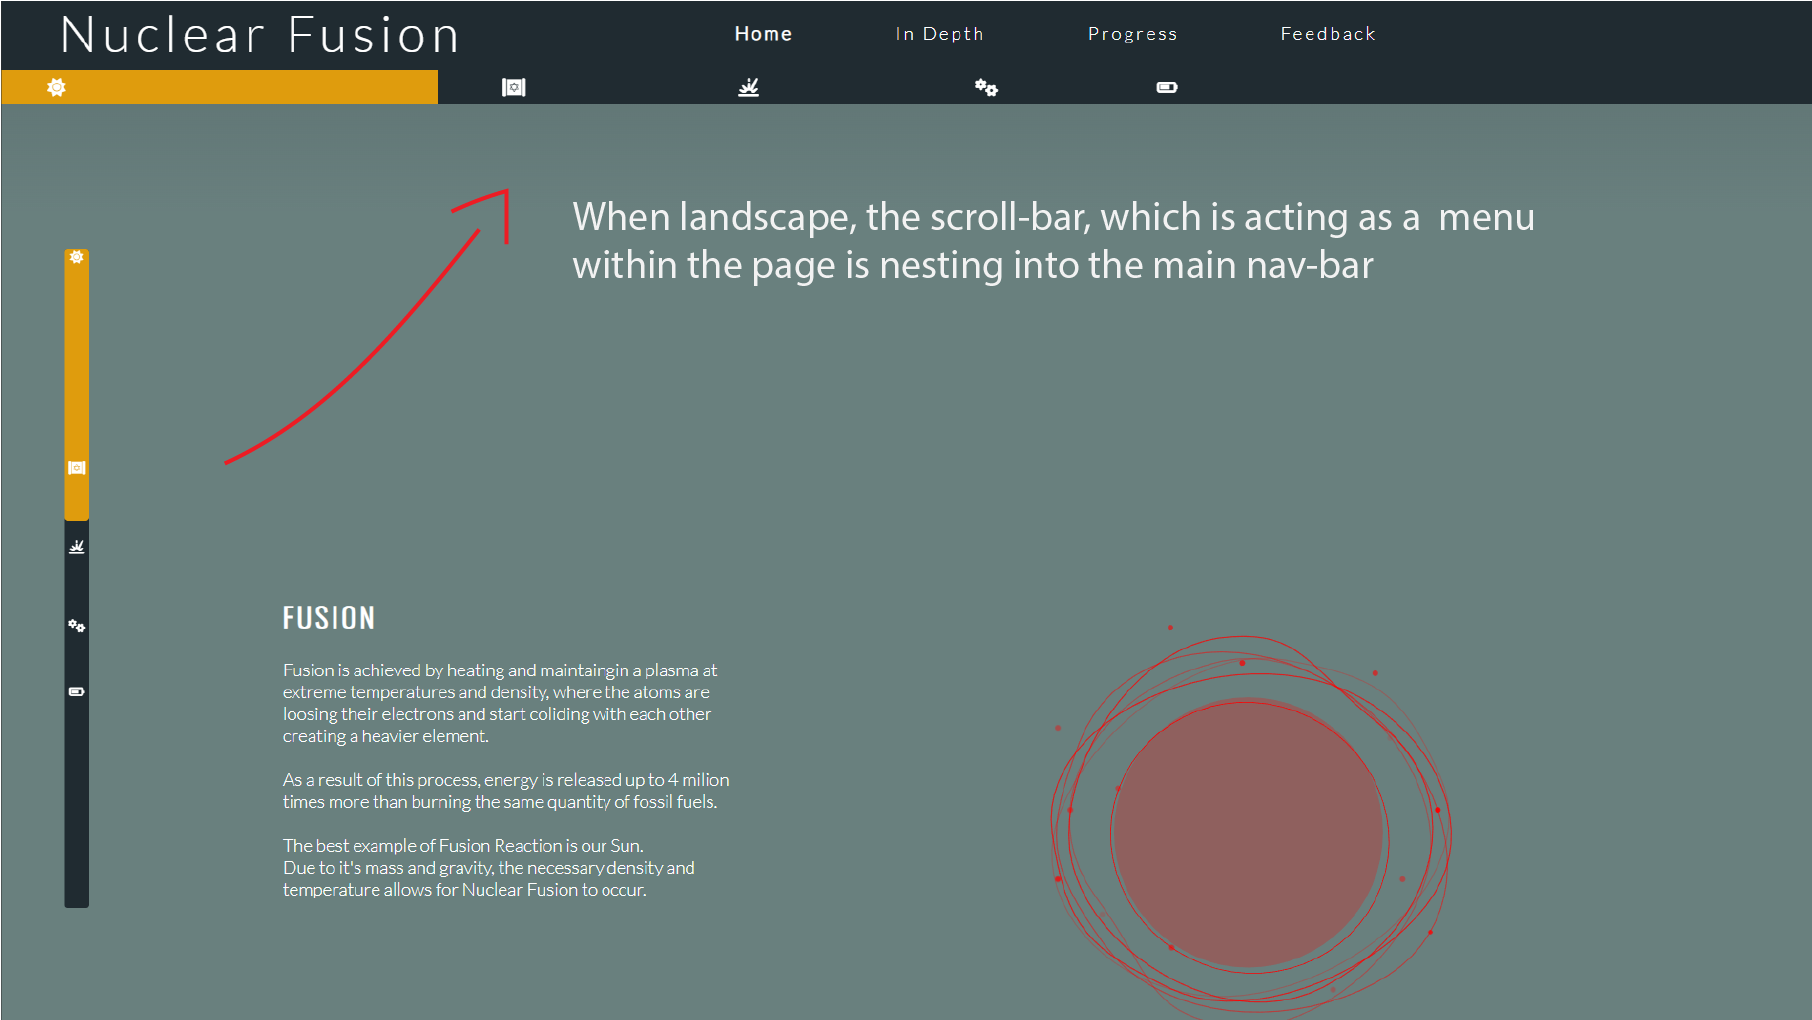 Nuclear Fusion
Home
In Depth
Progress
Feedback
When landscape, the scroll-bar, which is acting as a menu
within the page is nesting into the main nav-bar
FUSION
Fusion is achieved by heating and maintairgin a plasma at
extreme temperatures and density, where the atoms are
loosing their electrons and start coliding with each other
creating a heavier element.
As a result of this process, energy is released up to 4 milion
times more than burning the same quantity of fossil fuels.
The best example of Fusion Reaction is our Sun.
Due to it's mass and gravity, the necessary density and
temperature allows for Nuclear Fusion to occur.